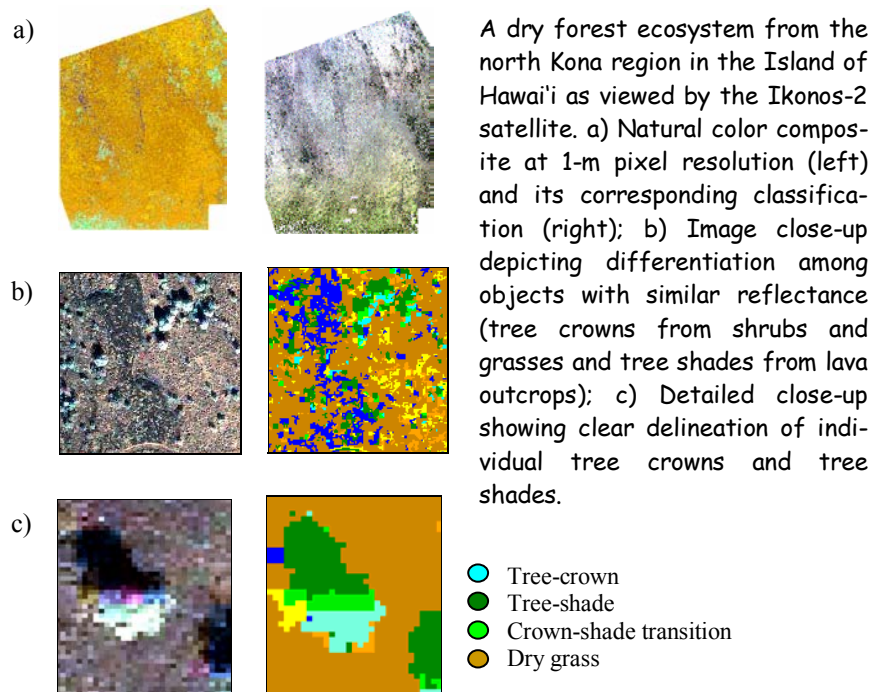 a)
A dry forest ecosystem from the
north Kona region in the Island of
Hawai'i as viewed by the Ikonos-2
satellite. a) Natural color compos-
ite at 1-m pixel resolution (left)
and its corresponding classifica-
tion (right); b) Image close-up
depicting differentiation among
objects with similar reflectance
(tree crowns from shrubs and
grasses and tree shades from lava
outcrops); c) Detailed close-up
showing clear delineation of indi-
vidual tree crowns and tree
shades.
b)
c)
Tree-crown
Tree-shade
Crown-shade transition
Dry grass